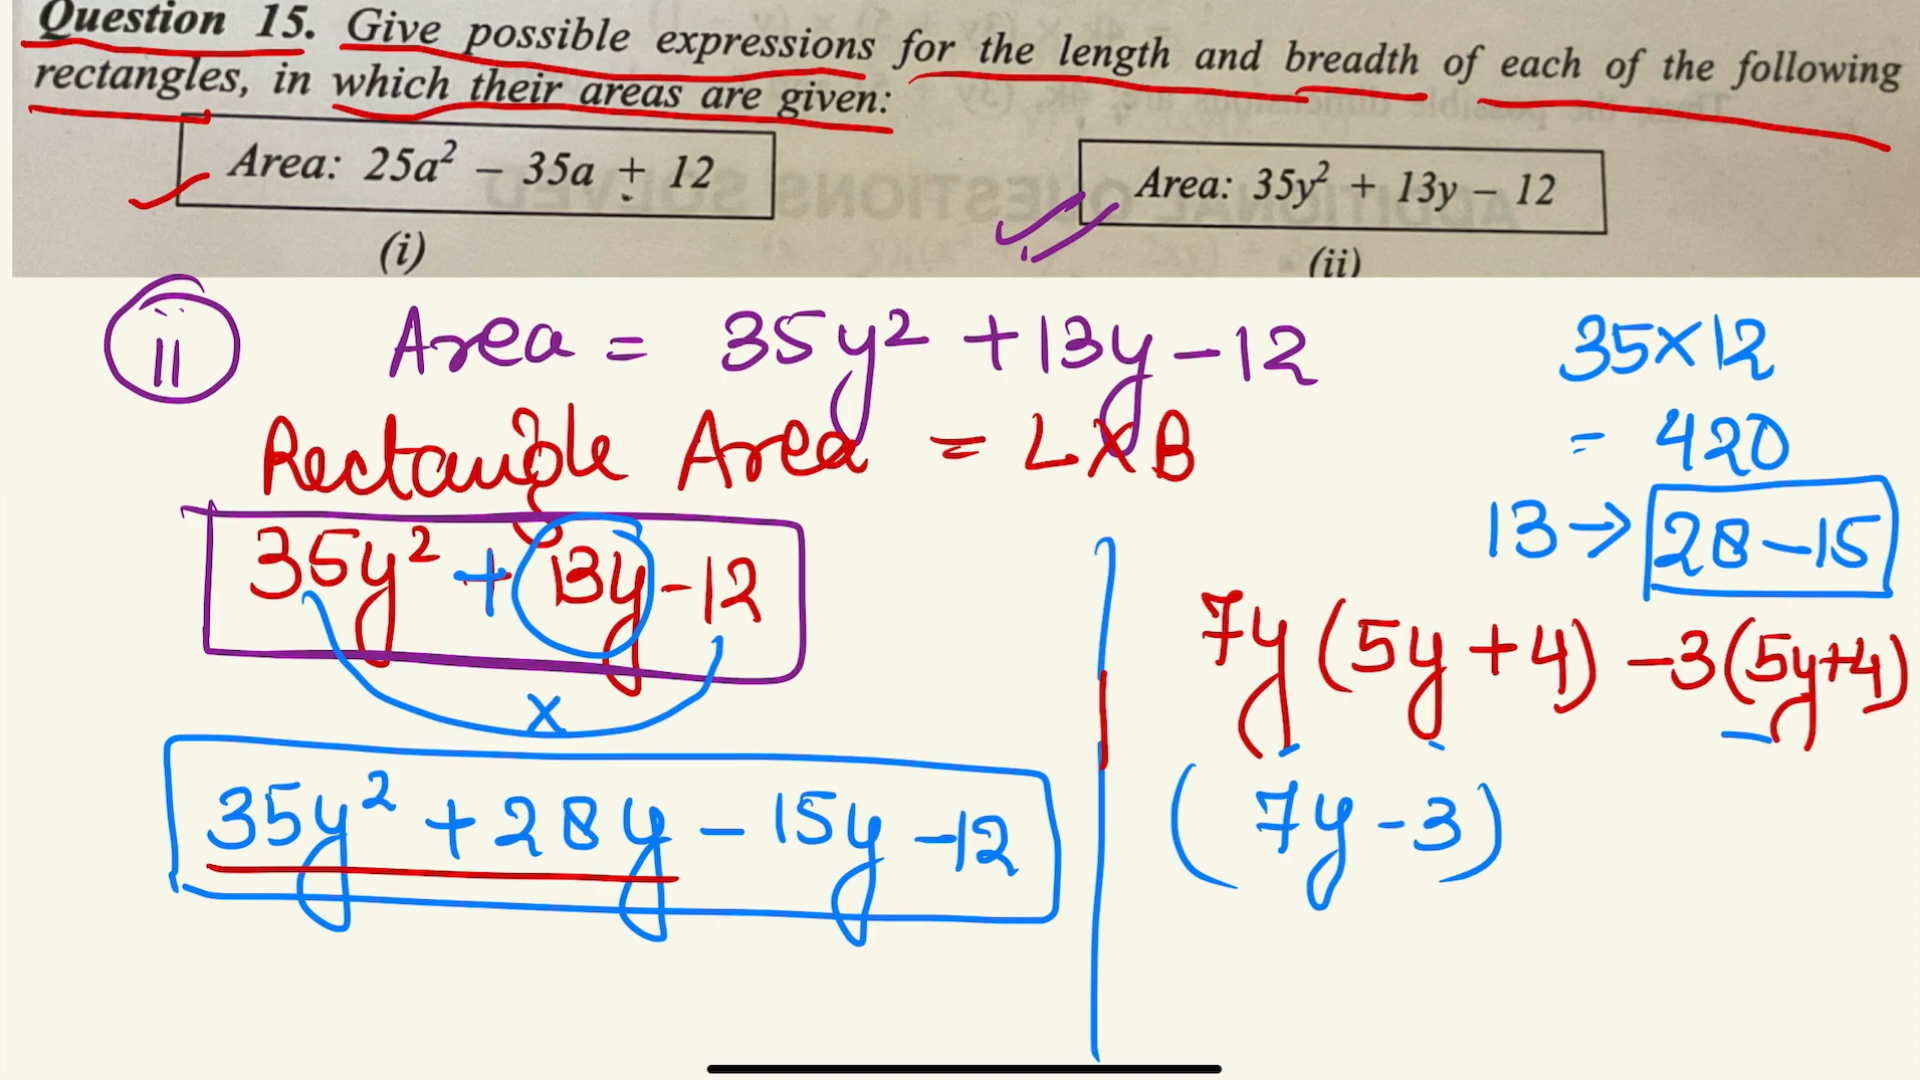 Question 15. Give possible expressions for the length and breadth of each of the following
rectangles, in which their areas are given:
Area: 25a² – 35a + 12
Area: 35y² + 13y – 12
(i)
(ii)
ii
Area = 35y² + 13y - 12
35×12
Rectangle Area = L×B
= 420
13 → 28-15
35y² + 13y - 12
x
7y (5y + 4) - 3 (5y+4)
35y² + 28y - 15y - 12
( 7y - 3 )